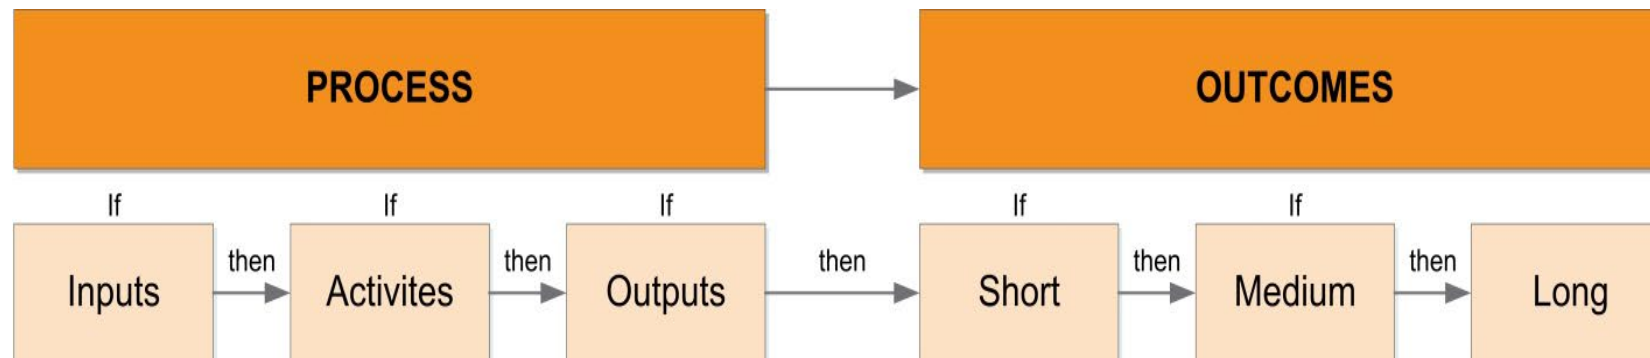 PROCESS
OUTCOMES
If
If
If
If
If
Inputs
then
Activites
then
Outputs
then
Short
then
Medium
then
Long